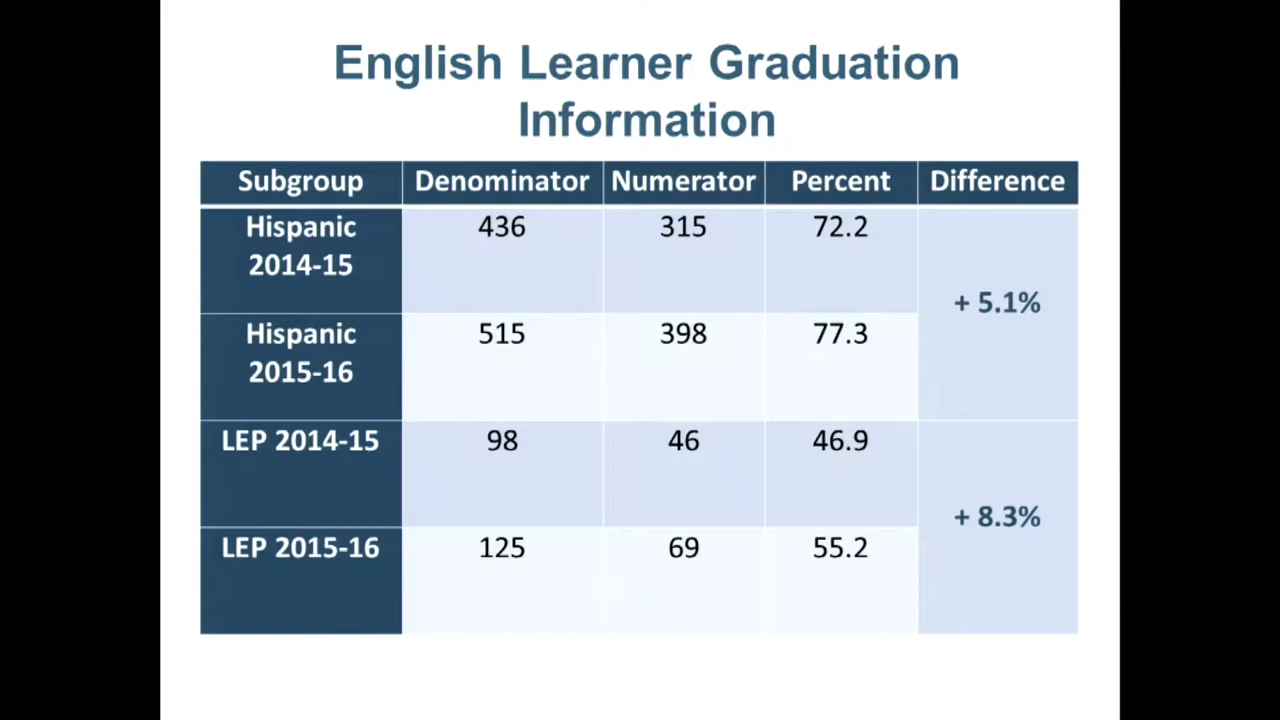 English Learner Graduation
Information
Subgroup Denominator Numerator Percent Difference
Hispanic 436 315 72.2
2014-15
+ 5.1%
Hispanic 515 398 77.3
2015-16
LEP 2014-15 98 46 46.9
+ 8.3%
LEP 2015-16 125 69 55.2